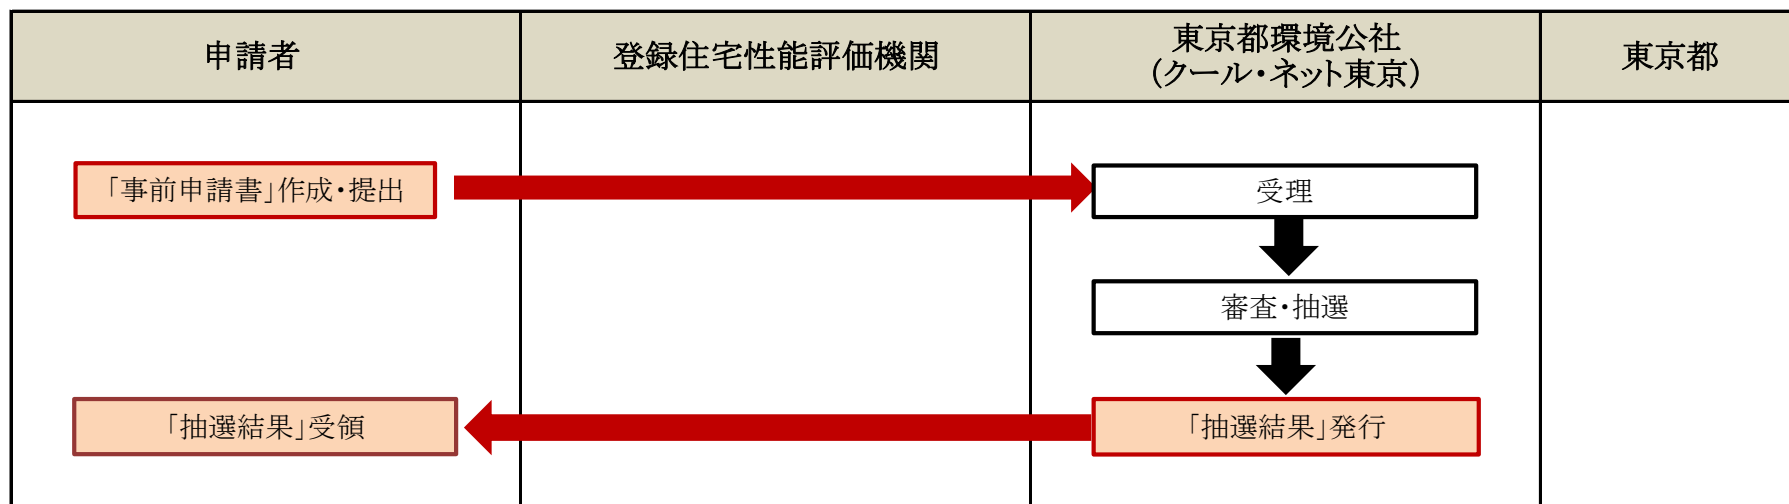 申請者
登録住宅性能評価機関
東京都環境公社
(クール・ネット東京)
東京都
「事前申請書」作成・提出
受理
審査・抽選
「抽選結果」受領
「抽選結果」発行